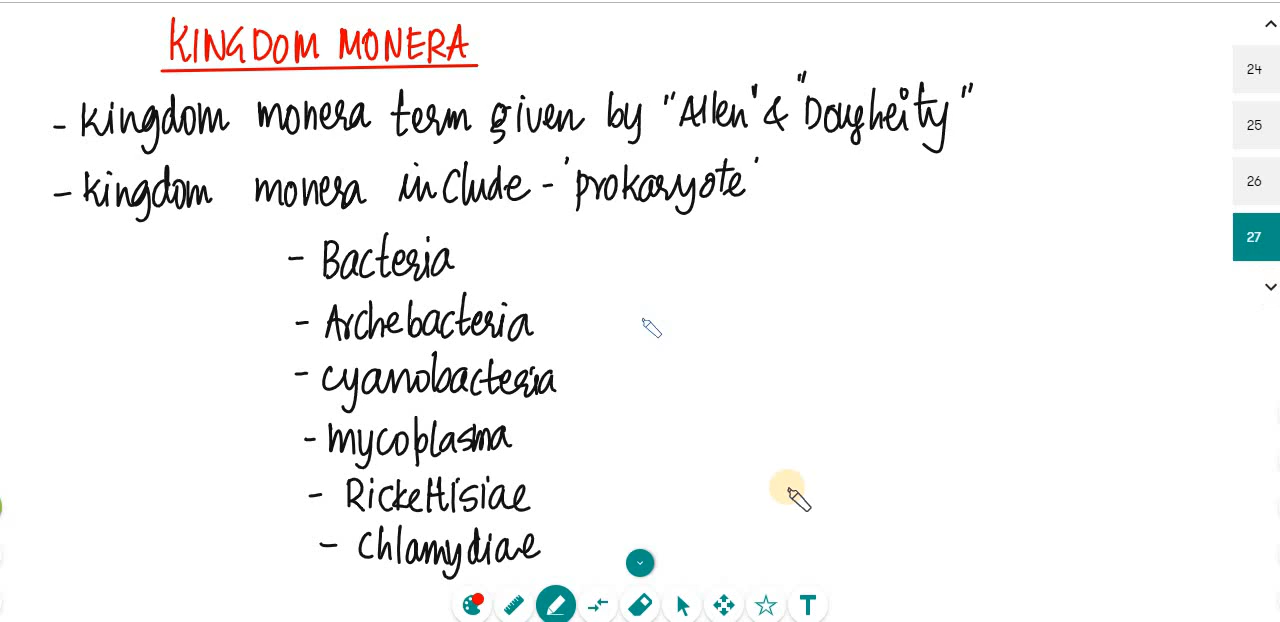 KINGDOM MONERA
- Kingdom monera term given by "Allen" & "Dougheity"
- Kingdom monera include - 'prokaryote'
- Bacteria
- Archebacteria
- cyanobacteria
- mycoplasma
- Rickettisiae
- Chlamydiae
24
25
26
27
T